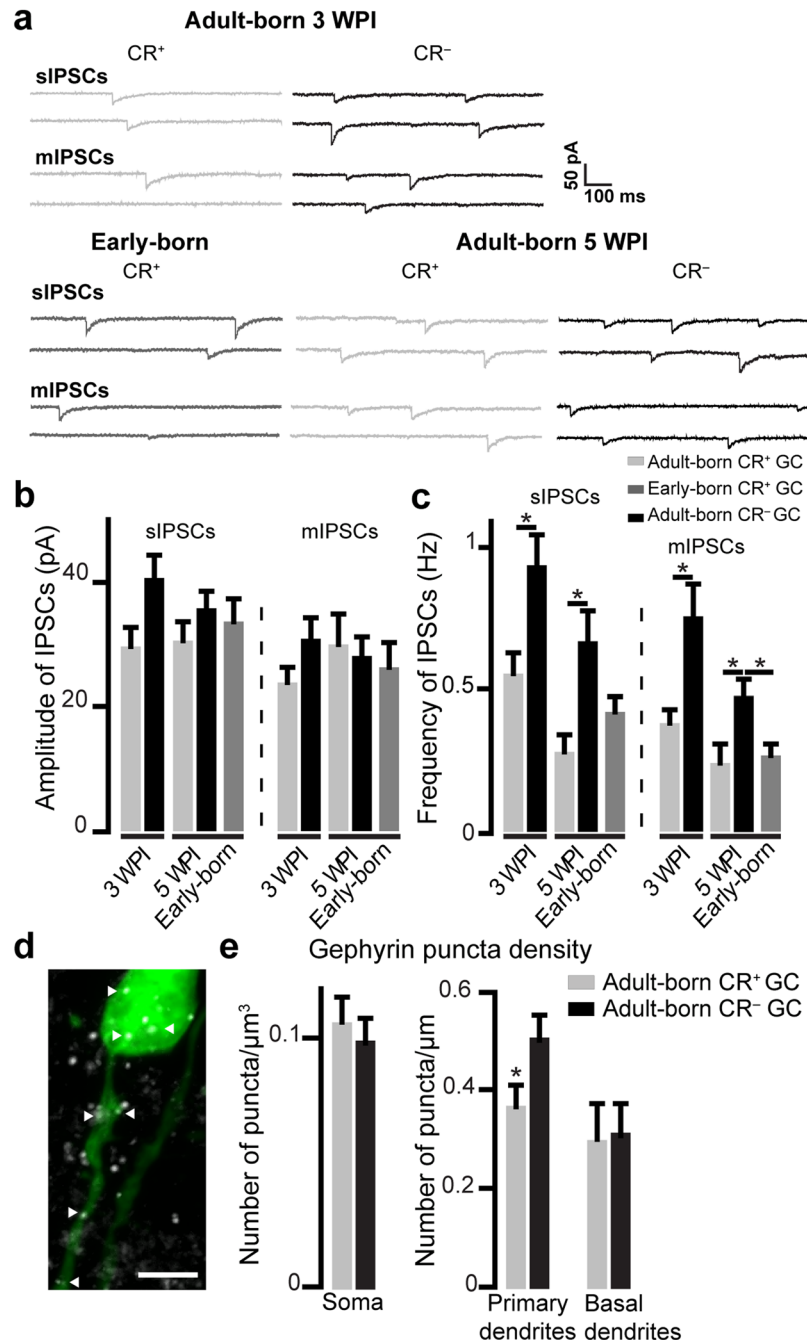 a
Adult-born 3 WPI
CR⁺ CR⁻
sIPSCs
mIPSCs
50 pA
100 ms
Early-born Adult-born 5 WPI
CR⁺ CR⁺ CR⁻
sIPSCs
mIPSCs
Adult-born CR⁺ GC
Early-born CR⁺ GC
Adult-born CR⁻ GC
b
sIPSCs mIPSCs
Amplitude of IPSCs (pA)
40
20
0
3 WPI
5 WPI
Early-born
3 WPI
5 WPI
Early-born
c
sIPSCs
mIPSCs
Frequency of IPSCs (Hz)
1
0.5
0
* * * * *
3 WPI
5 WPI
Early-born
3 WPI
5 WPI
Early-born
d
e
Gephyrin puncta density
Adult-born CR⁺ GC
Adult-born CR⁻ GC
Number of puncta/µm³
0.1
0
Soma
Number of puncta/µm
0.6
0.4
0.2
0
*
Primary dendrites
Basal dendrites